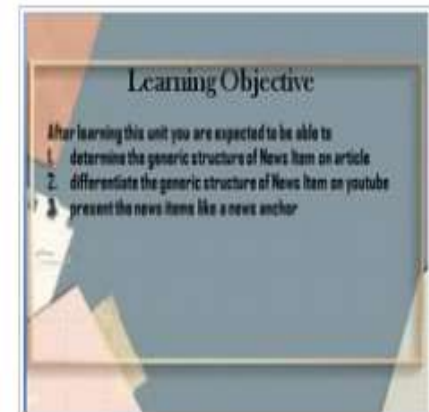 Learning Objective
After learning this unit you are expected to be able to
1. determine the generic structure of News Item on article
2. differentiate the generic structure of News Item on youtube
3. present the news items like a news anchor